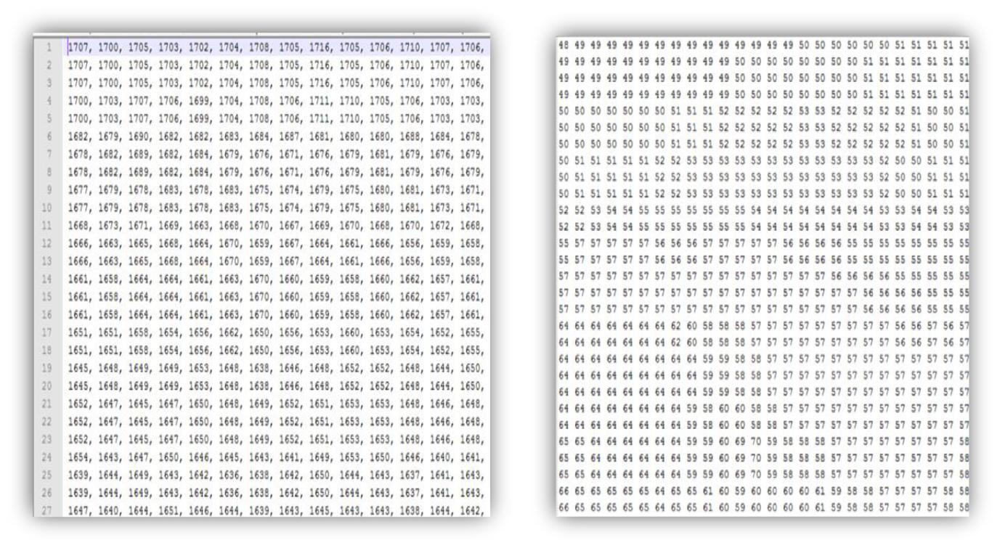 1 1707, 1700, 1705, 1703, 1702, 1704, 1708, 1705, 1716, 1705, 1706, 1710, 1707, 1706,
2 1707, 1700, 1705, 1703, 1702, 1704, 1708, 1705, 1716, 1705, 1706, 1710, 1707, 1706,
3 1707, 1700, 1705, 1703, 1702, 1704, 1708, 1705, 1716, 1705, 1706, 1710, 1707, 1706,
4 1700, 1703, 1707, 1706, 1699, 1704, 1708, 1706, 1711, 1710, 1705, 1706, 1703, 1703,
5 1700, 1703, 1707, 1706, 1699, 1704, 1708, 1706, 1711, 1710, 1705, 1706, 1703, 1703,
6 1682, 1679, 1690, 1682, 1682, 1683, 1684, 1687, 1681, 1680, 1680, 1688, 1684, 1678,
7 1678, 1682, 1689, 1682, 1684, 1679, 1676, 1671, 1676, 1679, 1681, 1679, 1676, 1679,
8 1678, 1682, 1689, 1682, 1684, 1679, 1676, 1671, 1676, 1679, 1681, 1679, 1676, 1679,
9 1677, 1679, 1678, 1683, 1678, 1683, 1675, 1674, 1679, 1675, 1680, 1681, 1673, 1671,
10 1677, 1679, 1678, 1683, 1678, 1683, 1675, 1674, 1679, 1675, 1680, 1681, 1673, 1671,
11 1668, 1673, 1671, 1669, 1663, 1668, 1670, 1667, 1669, 1670, 1668, 1670, 1672, 1668,
12 1666, 1663, 1665, 1668, 1664, 1670, 1659, 1667, 1664, 1661, 1666, 1656, 1659, 1658,
13 1666, 1663, 1665, 1668, 1664, 1670, 1659, 1667, 1664, 1661, 1666, 1656, 1659, 1658,
14 1661, 1658, 1664, 1664, 1661, 1663, 1670, 1660, 1659, 1658, 1660, 1662, 1657, 1661,
15 1661, 1658, 1664, 1664, 1661, 1663, 1670, 1660, 1659, 1658, 1660, 1662, 1657, 1661,
16 1661, 1658, 1664, 1664, 1661, 1663, 1670, 1660, 1659, 1658, 1660, 1662, 1657, 1661,
17 1651, 1651, 1658, 1654, 1656, 1662, 1650, 1656, 1653, 1660, 1653, 1654, 1652, 1655,
18 1651, 1651, 1658, 1654, 1656, 1662, 1650, 1656, 1653, 1660, 1653, 1654, 1652, 1655,
19 1645, 1648, 1649, 1649, 1653, 1648, 1638, 1646, 1648, 1652, 1652, 1648, 1644, 1650,
20 1645, 1648, 1649, 1649, 1653, 1648, 1638, 1646, 1648, 1652, 1652, 1648, 1644, 1650,
21 1652, 1647, 1645, 1647, 1650, 1648, 1649, 1652, 1651, 1653, 1653, 1648, 1646, 1648,
22 1652, 1647, 1645, 1647, 1650, 1648, 1649, 1652, 1651, 1653, 1653, 1648, 1646, 1648,
23 1652, 1647, 1645, 1647, 1650, 1648, 1649, 1652, 1651, 1653, 1653, 1648, 1646, 1648,
24 1654, 1643, 1647, 1650, 1646, 1645, 1643, 1641, 1649, 1653, 1650, 1646, 1640, 1641,
25 1639, 1644, 1649, 1643, 1642, 1636, 1638, 1642, 1650, 1644, 1643, 1637, 1641, 1643,
26 1639, 1644, 1649, 1643, 1642, 1636, 1638, 1642, 1650, 1644, 1643, 1637, 1641, 1643,
27 1647, 1640, 1644, 1651, 1646, 1644, 1639, 1643, 1645, 1643, 1643, 1638, 1644, 1642,
48 49 49 49 49 49 49 49 49 49 49 49 49 49 49 50 50 50 50 50 50 51 51 51 51 51
49 49 49 49 49 49 49 49 49 49 49 50 50 50 50 50 50 50 50 51 51 51 51 51 51 51
49 49 49 49 49 49 49 49 49 49 49 50 50 50 50 50 50 50 50 51 51 51 51 51 51 51
49 49 49 49 49 49 49 49 49 49 49 50 50 50 50 50 50 50 50 51 51 51 51 51 51 51
50 50 50 50 50 50 50 51 51 51 52 52 52 52 52 53 53 52 52 52 52 52 51 50 50 51
50 50 50 50 50 50 50 51 51 51 52 52 52 52 52 53 53 52 52 52 52 52 51 50 50 51
50 50 50 50 50 50 50 51 51 51 52 52 52 52 52 53 53 52 52 52 52 52 51 50 50 51
50 51 51 51 51 51 52 52 53 53 53 53 53 53 53 53 53 53 53 53 52 50 50 51 51 51
50 51 51 51 51 51 52 52 53 53 53 53 53 53 53 53 53 53 53 53 52 50 50 51 51 51
50 51 51 51 51 51 52 52 53 53 53 53 53 53 53 53 53 53 53 53 52 50 50 51 51 51
52 52 53 54 54 55 55 55 55 55 55 55 54 54 54 54 54 54 54 54 53 53 54 54 53 53
52 52 53 54 54 55 55 55 55 55 55 55 54 54 54 54 54 54 54 54 53 53 54 54 53 53
55 57 57 57 57 57 56 56 56 57 57 57 57 57 56 56 56 56 55 55 55 55 55 55 55 55
55 57 57 57 57 57 56 56 56 57 57 57 57 57 56 56 56 56 55 55 55 55 55 55 55 55
57 57 57 57 57 57 57 57 57 57 57 57 57 57 57 57 57 56 56 56 56 55 55 55 55 55
57 57 57 57 57 57 57 57 57 57 57 57 57 57 57 57 57 57 57 56 56 56 56 55 55 55
57 57 57 57 57 57 57 57 57 57 57 57 57 57 57 57 57 57 57 56 56 56 56 55 55 55
64 64 64 64 64 64 64 62 60 58 58 58 57 57 57 57 57 57 57 57 57 56 56 57 56 57
64 64 64 64 64 64 64 62 60 58 58 58 57 57 57 57 57 57 57 57 57 56 56 57 56 57
64 64 64 64 64 64 64 64 64 59 59 58 58 57 57 57 57 57 57 57 57 57 57 57 57 57
64 64 64 64 64 64 64 64 64 59 59 58 58 57 57 57 57 57 57 57 57 57 57 57 57 57
64 64 64 64 64 64 64 64 64 59 59 58 58 57 57 57 57 57 57 57 57 57 57 57 57 57
64 64 64 64 64 64 64 64 59 58 60 60 58 58 57 57 57 57 57 57 57 57 57 57 57 57
64 64 64 64 64 64 64 64 59 58 60 60 58 58 57 57 57 57 57 57 57 57 57 57 57 57
65 65 64 64 64 64 64 64 59 59 60 69 70 59 58 58 58 57 57 57 57 57 57 57 57 58
65 65 64 64 64 64 64 64 59 59 60 69 70 59 58 58 58 57 57 57 57 57 57 57 57 58
65 65 64 64 64 64 64 64 59 59 60 69 70 59 58 58 58 57 57 57 57 57 57 57 57 58
66 65 65 65 65 65 64 65 65 61 60 59 60 60 60 60 61 59 58 58 57 57 57 57 58 58
66 65 65 65 65 65 64 65 65 61 60 59 60 60 60 60 61 59 58 58 57 57 57 57 58 58